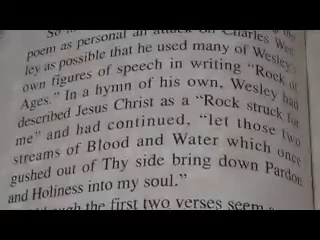 So
poem as personal an attack on Charles Wes-
ley as possible that he used many of Wesley's
own figures of speech in writing “Rock of
Ages.” In a hymn of his own, Wesley had
described Jesus Christ as a “Rock struck for
me” and had continued, “let those two
streams of Blood and Water which once
gushed out of Thy side bring down Pardon
and Holiness into my soul.”
the first two verses seem